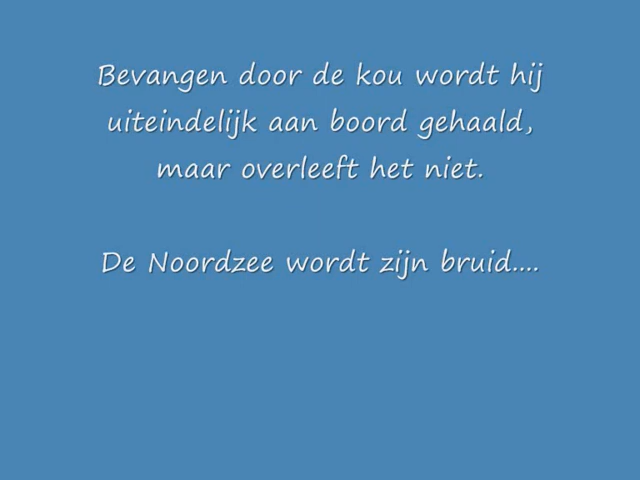 Bevangen door de kou wordt hij
uiteindelijk aan boord gehaald,
maar overleeft het niet.
De Noordzee wordt zijn bruid....